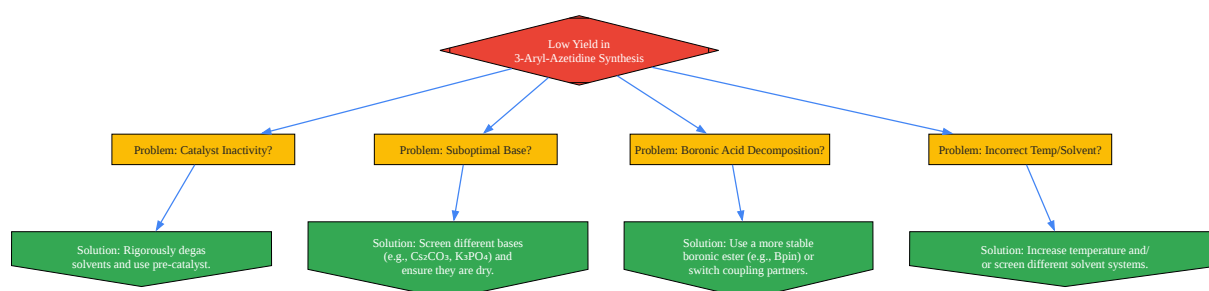 Low Yield in
3-Aryl-Azetidine Synthesis
Problem: Catalyst Inactivity?
Problem: Suboptimal Base?
Problem: Boronic Acid Decomposition?
Problem: Incorrect Temp/Solvent?
Solution: Rigorously degas
solvents and use pre-catalyst.
Solution: Screen different bases
(e.g., Cs₂CO₃, K₃PO₄) and
ensure they are dry.
Solution: Use a more stable
boronic ester (e.g., Bpin) or
switch coupling partners.
Solution: Increase temperature and/
or screen different solvent systems.